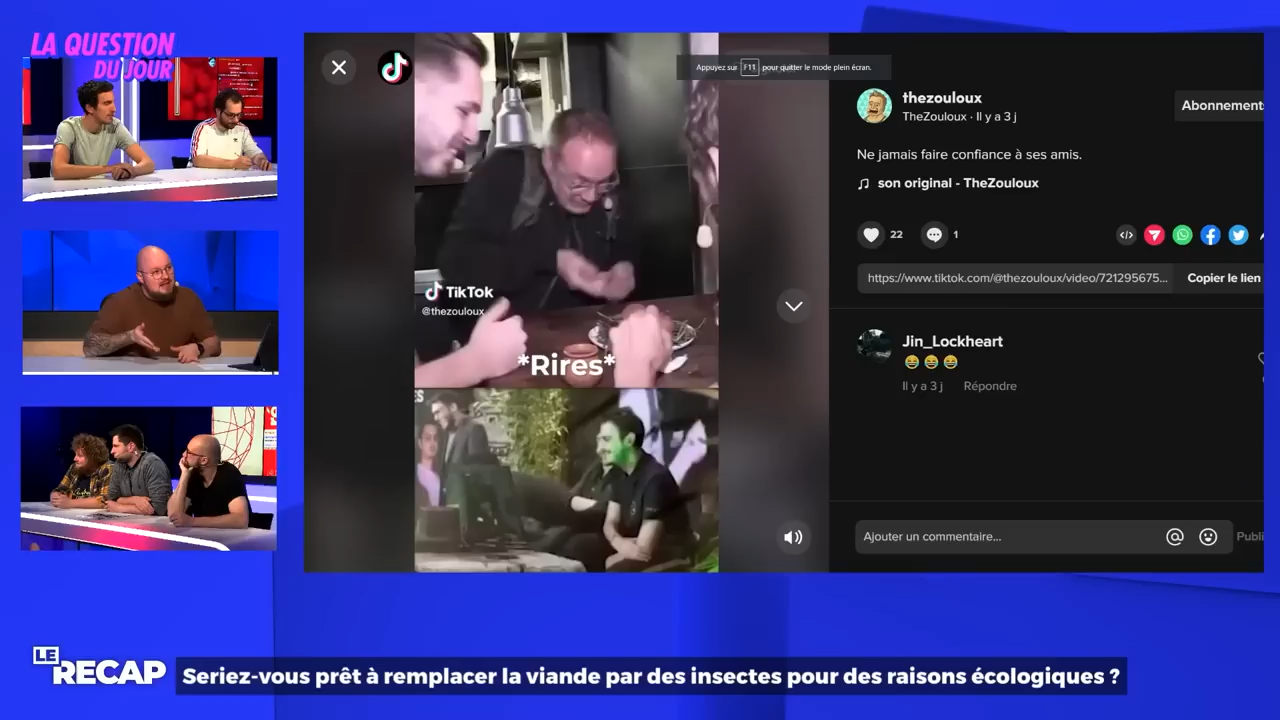 LA QUESTION
DU JOUR
Appuyez sur F11 pour quitter le mode plein écran.
thezouloux
TheZouloux · Il y a 3 j
Abonnement
Ne jamais faire confiance à ses amis.
son original - TheZouloux
22
1
https://www.tiktok.com/@thezouloux/video/721295675...
Copier le lien
TikTok
@thezouloux
*Rires*
Jin_Lockheart
😂 😂 😂
Il y a 3 j
Répondre
Ajouter un commentaire...
Publi
LE
RECAP
Seriez-vous prêt à remplacer la viande par des insectes pour des raisons écologiques ?